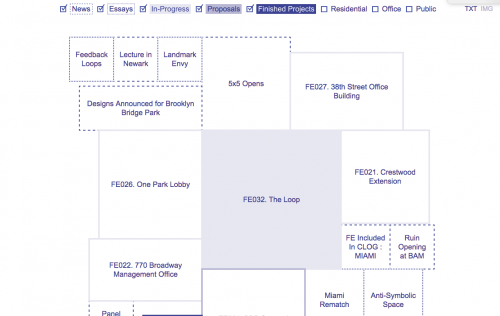 News Essays In-Progress Proposals Finished Projects Residential Office Public TXT IMG
Feedback
Loops
Lecture in
Newark
Landmark
Envy
5x5 Opens
FE027. 38th Street Office
Building
Designs Announced for Brooklyn
Bridge Park
FE026. One Park Lobby
FE032. The Loop
FE021. Crestwood
Extension
FE Included
In CLOG :
MIAMI
Ruin
Opening
at BAM
FE022. 770 Broadway
Management Office
Miami
Rematch
Anti-Symbolic
Space
Panel